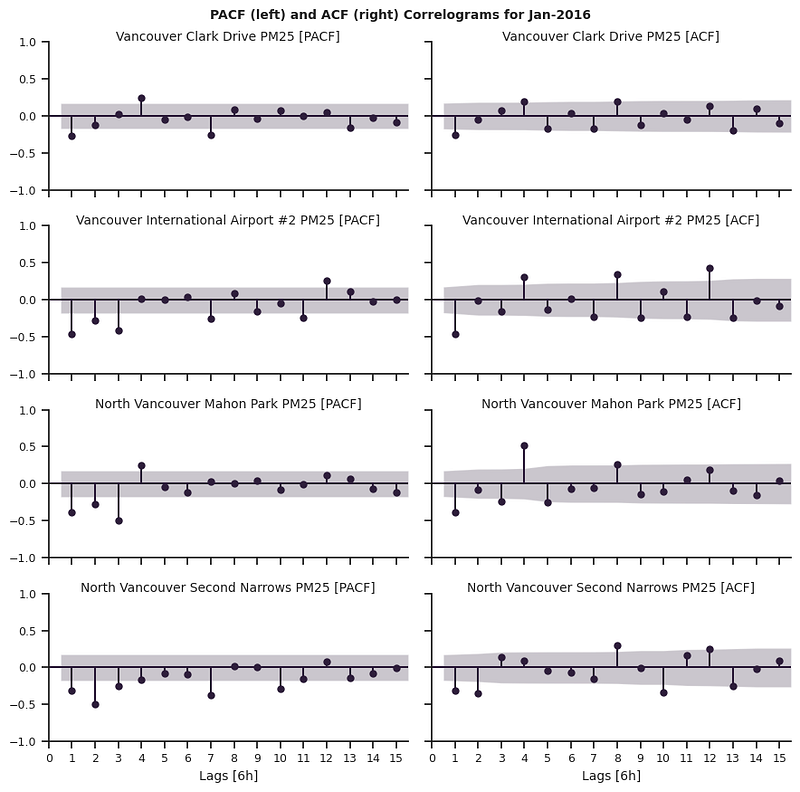 PACF (left) and ACF (right) Correlograms for Jan-2016
Vancouver Clark Drive PM25 [PACF]
1.0
0.5
0.0
−0.5
−1.0
Vancouver Clark Drive PM25 [ACF]
Vancouver International Airport #2 PM25 [PACF]
1.0
0.5
0.0
−0.5
−1.0
Vancouver International Airport #2 PM25 [ACF]
North Vancouver Mahon Park PM25 [PACF]
1.0
0.5
0.0
−0.5
−1.0
North Vancouver Mahon Park PM25 [ACF]
North Vancouver Second Narrows PM25 [PACF]
1.0
0.5
0.0
−0.5
−1.0
0 1 2 3 4 5 6 7 8 9 10 11 12 13 14 15
Lags [6h]
North Vancouver Second Narrows PM25 [ACF]
0 1 2 3 4 5 6 7 8 9 10 11 12 13 14 15
Lags [6h]